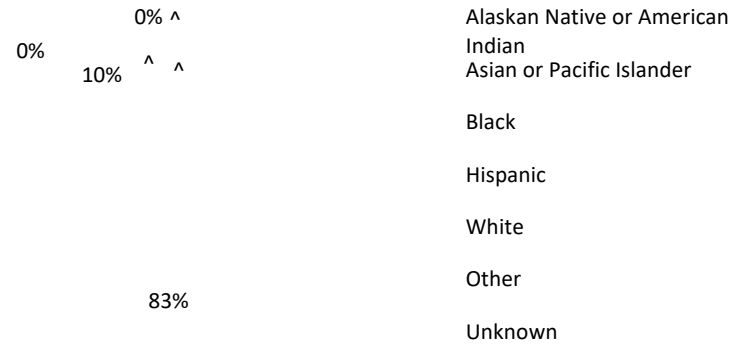 0% ^
Alaskan Native or American
Indian
0%
^
^
10%
Asian or Pacific Islander
Black
Hispanic
White
Other
83%
Unknown